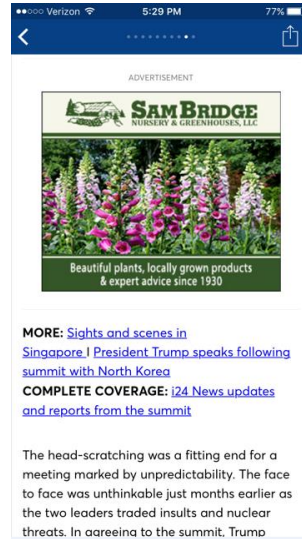 Verizon 5:29 PM 77%
ADVERTISEMENT
SAM BRIDGE
NURSERY & GREENHOUSES, LLC
Beautiful plants, locally grown products
& expert advice since 1930
MORE: Sights and scenes in
Singapore | President Trump speaks following
summit with North Korea
COMPLETE COVERAGE: i24 News updates
and reports from the summit
The head-scratching was a fitting end for a
meeting marked by unpredictability. The face
to face was unthinkable just months earlier as
the two leaders traded insults and nuclear
threats. In agreeing to the summit, Trump